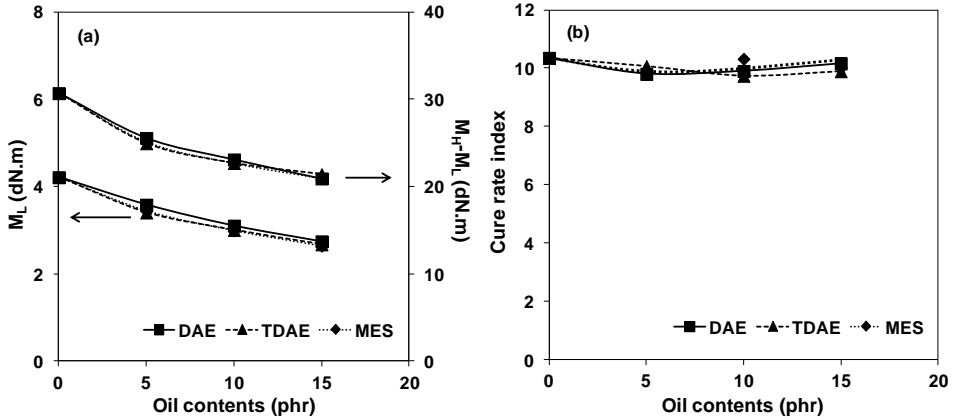 (a)
8
6
4
2
0
M_L (dN.m)
40
30
20
10
0
M_H-M_L (dN.m)
DAE TDAE MES
0 5 10 15 20
Oil contents (phr)
(b)
12
10
8
6
4
2
0
Cure rate index
DAE TDAE MES
0 5 10 15 20
Oil contents (phr)